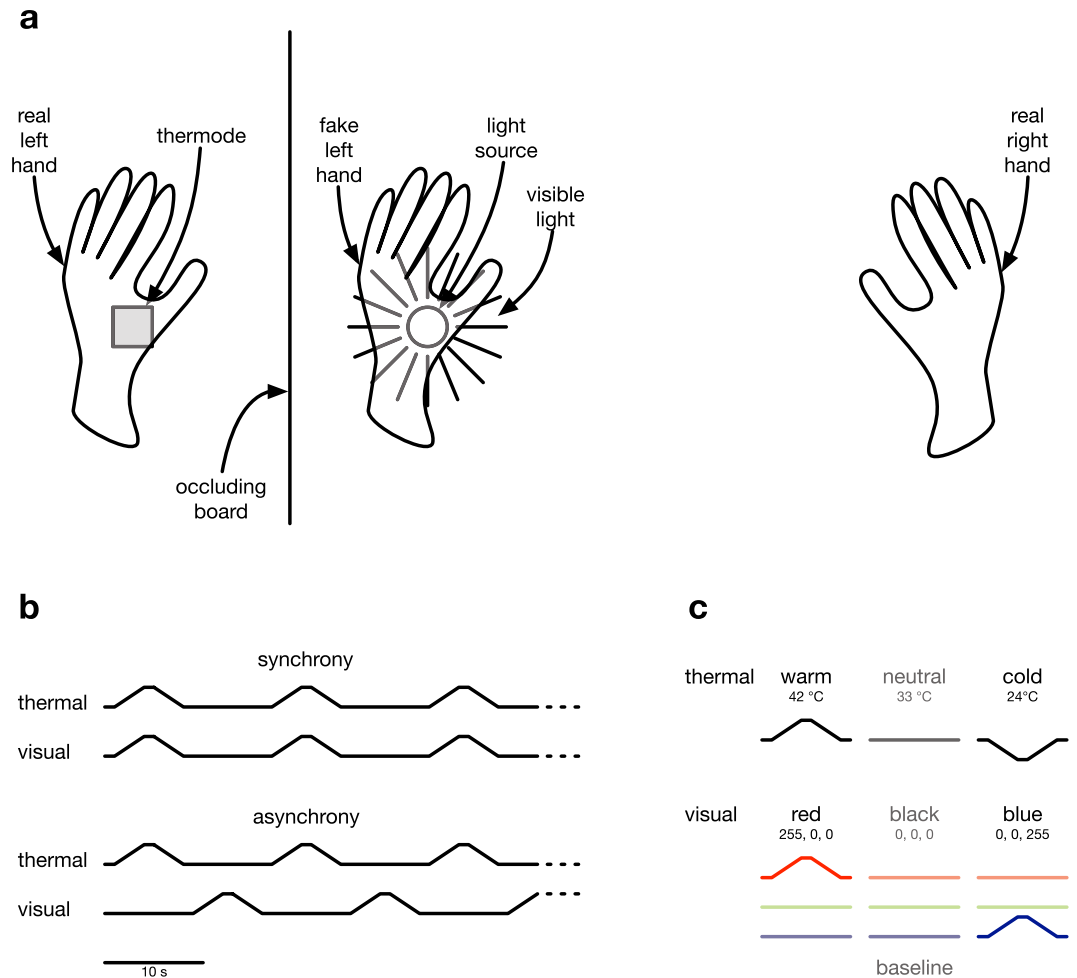 a
real
left
hand
thermode
fake
left
hand
light
source
visible
light
real
right
hand
occluding
board
b
synchrony
thermal
visual
asynchrony
thermal
visual
10 s
c
thermal warm neutral cold
42 °C 33 °C 24°C
visual red black blue
255, 0, 0 0, 0, 0 0, 0, 255
baseline